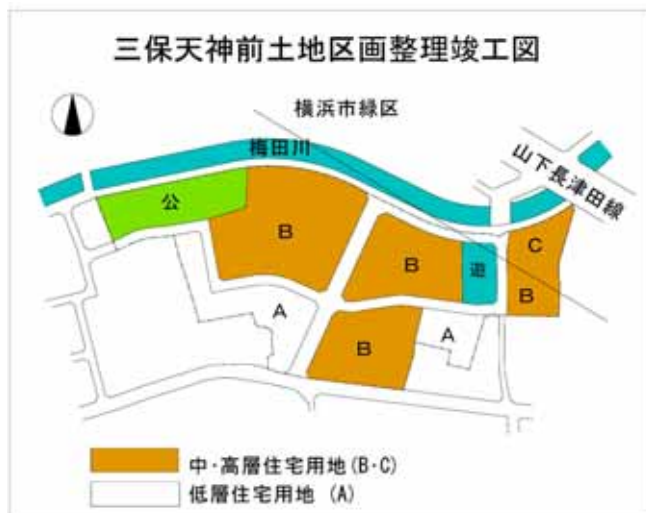 三保天神前土地区画整理竣工図
横浜市緑区
梅田川
山下長津田線
公
B
B
遊
C
B
A
B
A
中・高層住宅用地(B・C)
低層住宅用地 (A)